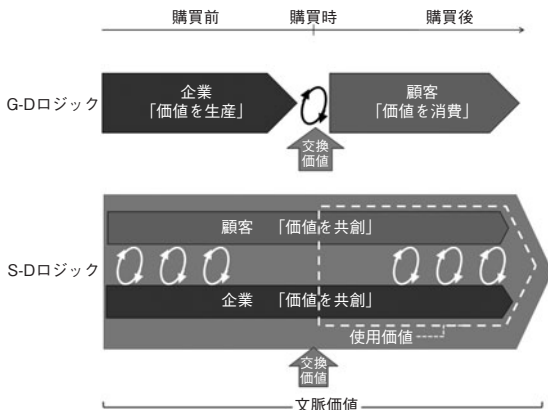 購買前 購買時 購買後
G-Dロジック
企業
「価値を生産」
顧客
「価値を消費」
交換
価値
S-Dロジック
顧客 「価値を共創」
企業 「価値を共創」
使用価値
交換
価値
文脈価値